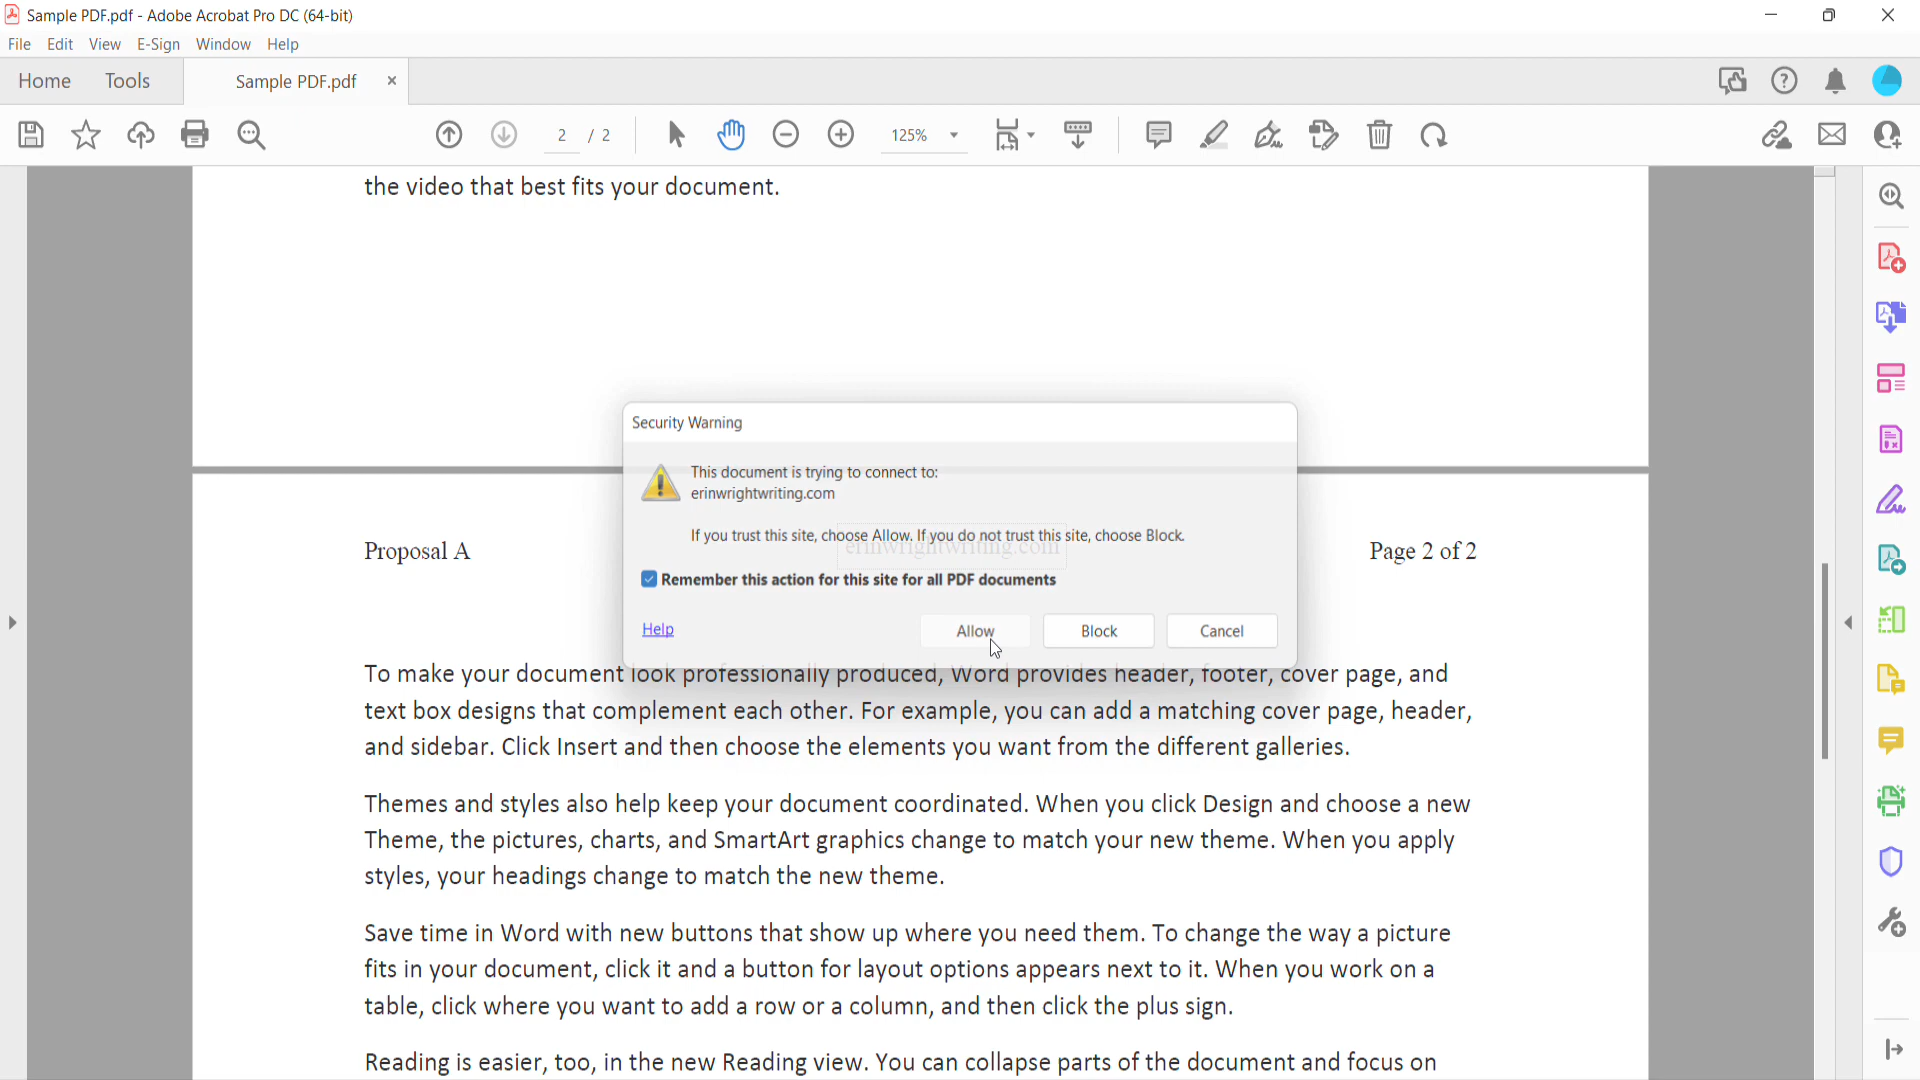 Sample PDF.pdf - Adobe Acrobat Pro DC (64-bit)
File Edit View E-Sign Window Help
Home Tools Sample PDF.pdf
2 / 2 125%
the video that best fits your document.
Security Warning
This document is trying to connect to:
erinwrightwriting.com
If you trust this site, choose Allow. If you do not trust this site, choose Block.
erinwrightwriting.com
Proposal A
Page 2 of 2
Remember this action for this site for all PDF documents
Help Allow Block Cancel
To make your document look professionally produced, Word provides header, footer, cover page, and
text box designs that complement each other. For example, you can add a matching cover page, header,
and sidebar. Click Insert and then choose the elements you want from the different galleries.
Themes and styles also help keep your document coordinated. When you click Design and choose a new
Theme, the pictures, charts, and SmartArt graphics change to match your new theme. When you apply
styles, your headings change to match the new theme.
Save time in Word with new buttons that show up where you need them. To change the way a picture
fits in your document, click it and a button for layout options appears next to it. When you work on a
table, click where you want to add a row or a column, and then click the plus sign.
Reading is easier, too, in the new Reading view. You can collapse parts of the document and focus on